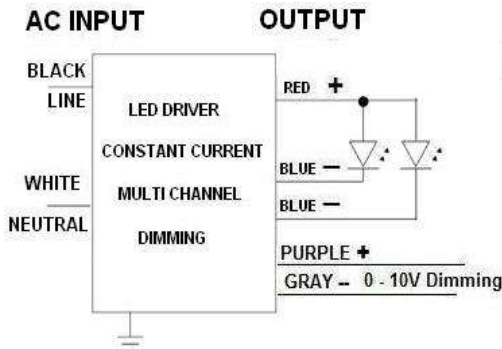 AC INPUT
OUTPUT
BLACK
LINE
WHITE
NEUTRAL
LED DRIVER
CONSTANT CURRENT
MULTI CHANNEL
DIMMING
RED +
BLUE –
BLUE –
PURPLE +
GRAY -- 0 - 10V Dimming